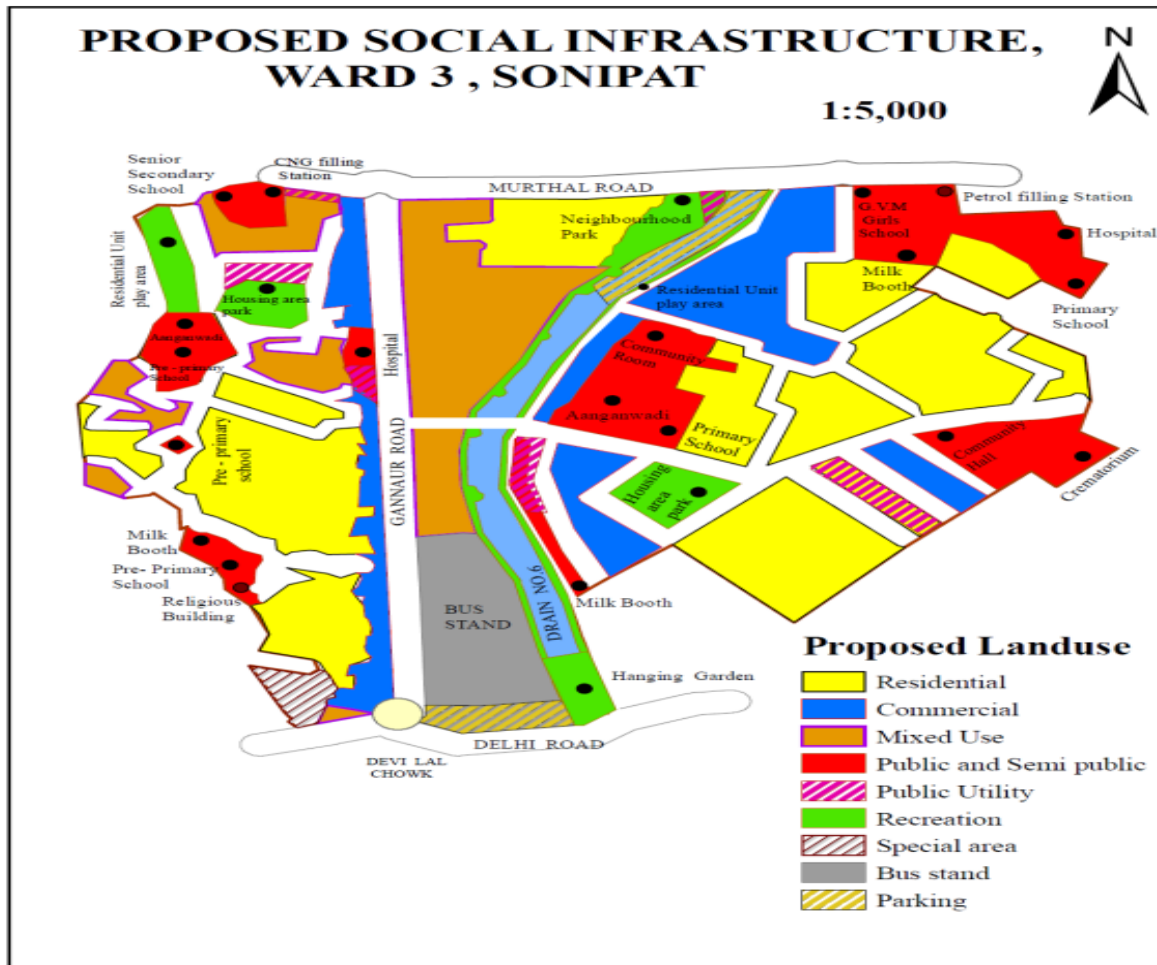 PROPOSED SOCIAL INFRASTRUCTURE,
WARD 3 , SONIPAT
N
1:5,000
Senior
Secondary
School
CNG filling
Station
MURTHAL ROAD
Neighbourhood
Park
G.V.M
Girls
School
Petrol filling Station
Hospital
Milk
Booth
Primary
School
Residential Unit
play area
Housing area
park
Residential Unit
play area
Aanganwadi
Pre - primary
School
Hospital
GANNAUR ROAD
Community
Room
Aanganwadi
Primary
School
Pre - primary
school
Community
Hall
Crematorium
Housing
area
park
Milk
Booth
Pre- Primary
School
Religious
Building
BUS
STAND
DRAIN NO.6
Milk Booth
Hanging Garden
DELHI ROAD
DEVI LAL
CHOWK
Proposed Landuse
Residential
Commercial
Mixed Use
Public and Semi public
Public Utility
Recreation
Special area
Bus stand
Parking